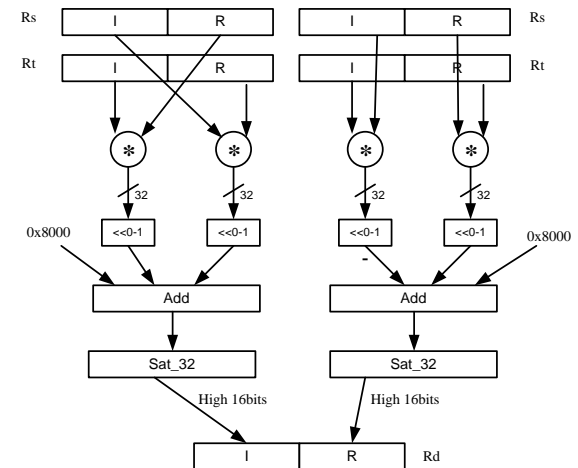 Rs I R I R Rs
Rt I R I R Rt
* * * *
32 32 32 32
<<0-1 <<0-1 <<0-1 <<0-1
0x8000 - 0x8000
Add Add
Sat_32 Sat_32
High 16bits High 16bits
I R Rd